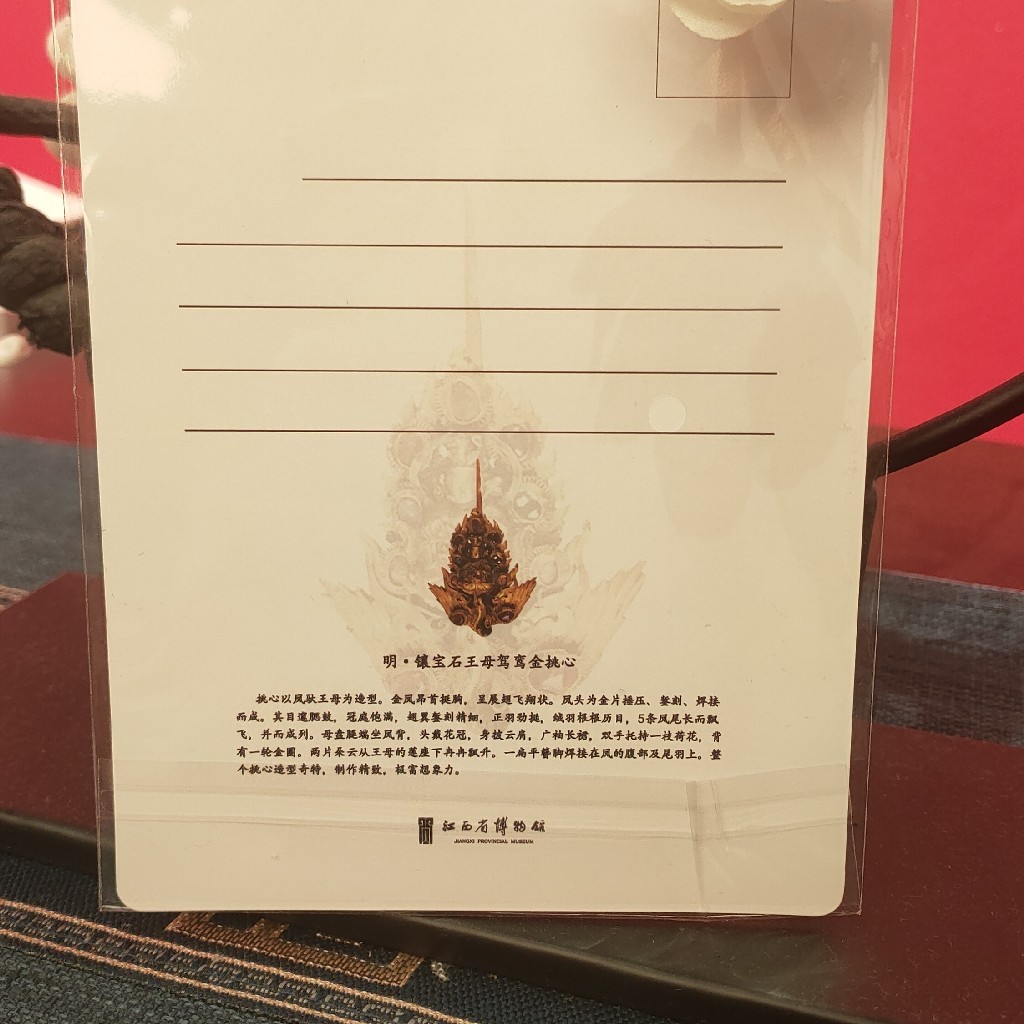 明·镶宝石王母驾鸾金挑心
挑心以凤驮王母为造型。金凤昂首挺胸，呈展翅飞翔状。凤头为金片捶压、錾刻、焊接
而成。其目远腮鼓，冠庭饱满，翅翼錾刻精细，正羽劲挺，绒羽根根历目，5条凤尾长而飘
飞，并而成列。母盘腿端坐凤背，头戴花冠，身披云肩，广袖长裙，双手托持一枝荷花，背
有一轮金圈。两片朵云从王母的莲座下冉冉飘升。一扁平簪脚焊接在凤的腹部及尾羽上。整
个挑心造型奇特，制作精致，极富想象力。
江西省博物馆
JIANGXI PROVINCIAL MUSEUM